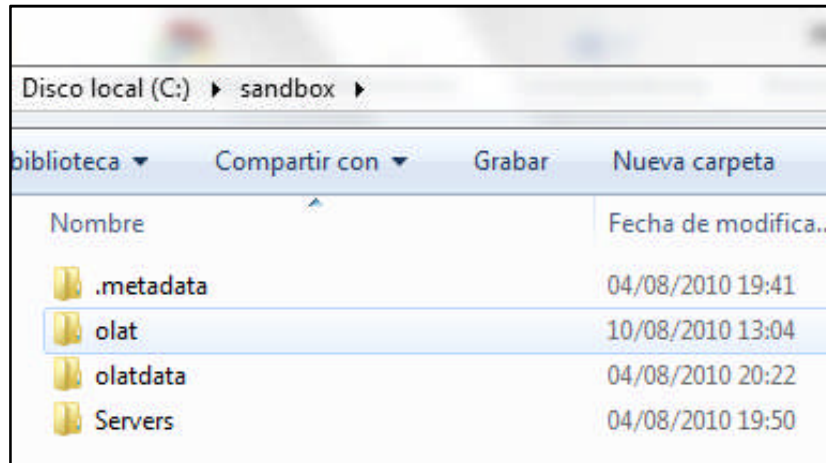 Disco local (C:) ▸ sandbox ▸
biblioteca ▾ Compartir con ▾ Grabar Nueva carpeta
Nombre Fecha de modifica...
.metadata 04/08/2010 19:41
olat 10/08/2010 13:04
olatdata 04/08/2010 20:22
Servers 04/08/2010 19:50